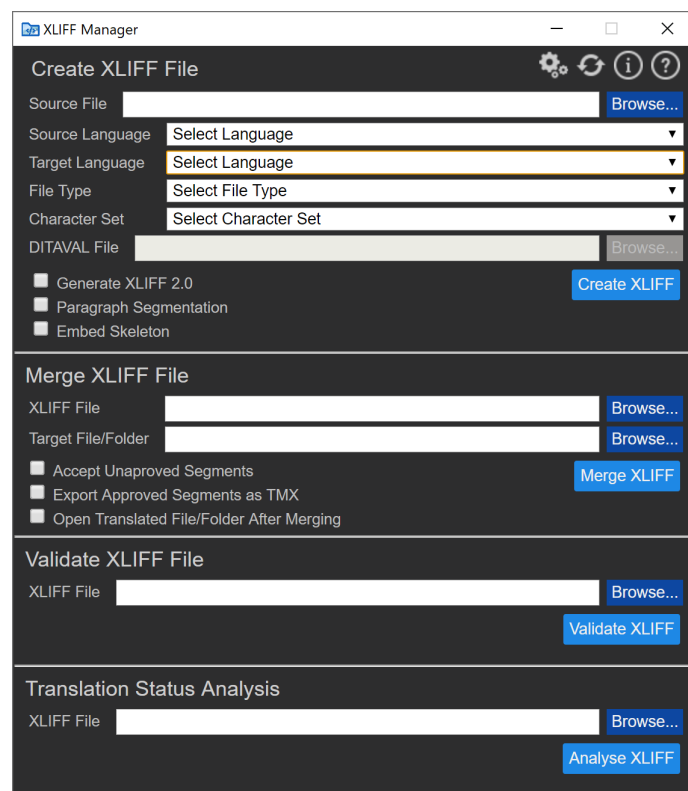 XLIFF Manager
Create XLIFF File
Source File Browse...
Source Language Select Language
Target Language Select Language
File Type Select File Type
Character Set Select Character Set
DITAVAL File Browse...
Generate XLIFF 2.0 Create XLIFF
Paragraph Segmentation
Embed Skeleton
Merge XLIFF File
XLIFF File Browse...
Target File/Folder Browse...
Accept Unaproved Segments Merge XLIFF
Export Approved Segments as TMX
Open Translated File/Folder After Merging
Validate XLIFF File
XLIFF File Browse...
Validate XLIFF
Translation Status Analysis
XLIFF File Browse...
Analyse XLIFF